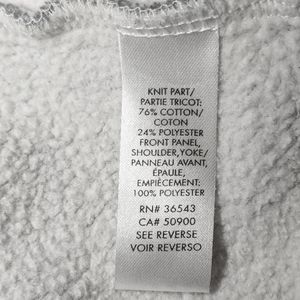 KNIT PART/
PARTIE TRICOT:
76% COTTON/
COTON
24% POLYESTER
FRONT PANEL,
SHOULDER,YOKE/
PANNEAU AVANT,
ÉPAULE,
EMPIÈCEMENT:
100% POLYESTER
RN# 36543
CA# 50900
SEE REVERSE
VOIR REVERSO